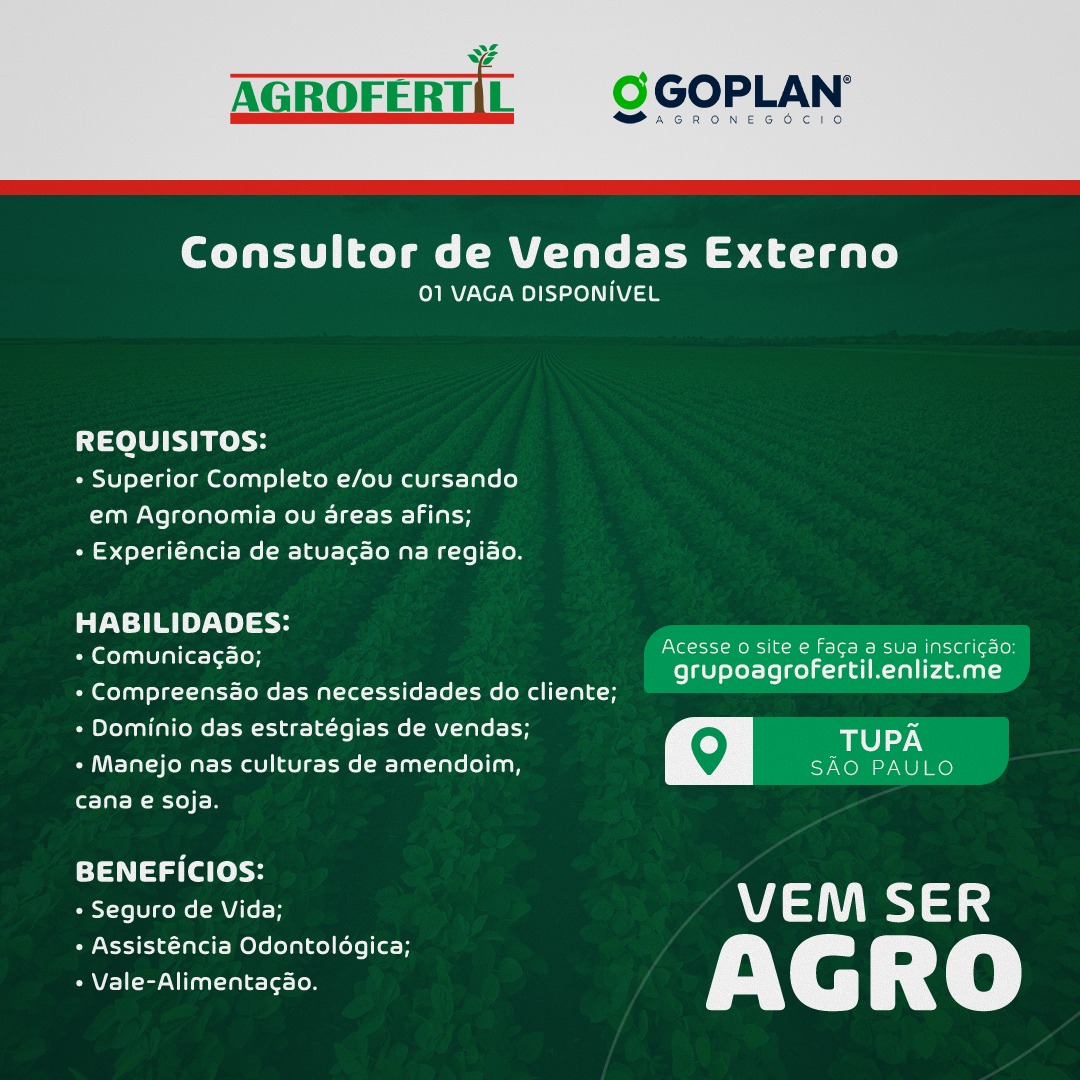 AGROFÉRTIL
GOPLAN®
AGRONEGÓCIO
Consultor de Vendas Externo
01 VAGA DISPONÍVEL
REQUISITOS:
• Superior Completo e/ou cursando
em Agronomia ou áreas afins;
• Experiência de atuação na região.
HABILIDADES:
• Comunicação;
• Compreensão das necessidades do cliente;
• Domínio das estratégias de vendas;
• Manejo nas culturas de amendoim,
cana e soja.
BENEFÍCIOS:
• Seguro de Vida;
• Assistência Odontológica;
• Vale-Alimentação.
Acesse o site e faça a sua inscrição:
grupoagrofertil.enlizt.me
TUPÃ
SÃO PAULO
VEM SER
AGRO